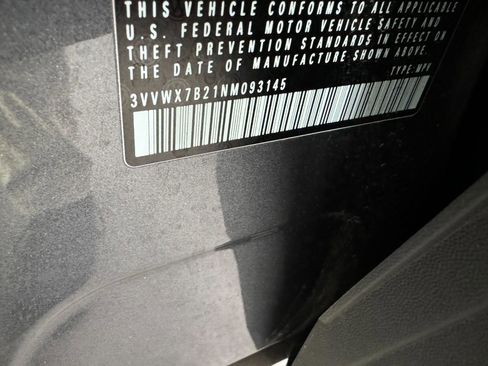 THIS VEHICLE CONFORMS TO ALL APPLICABLE
U.S. FEDERAL MOTOR VEHICLE SAFETY AND
THEFT PREVENTION STANDARDS IN EFFECT ON
THE DATE OF MANUFACTURE SHOWN ABOVE.
3VVWX7B21NM093145 TYPE: MPV